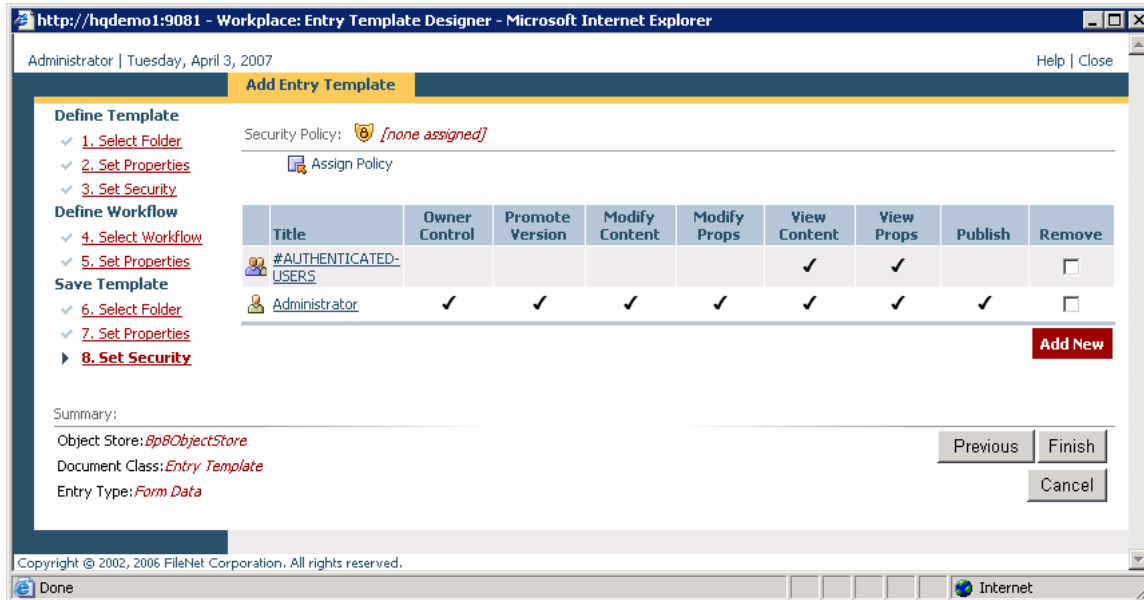 http://hqdemo1:9081 - Workplace: Entry Template Designer - Microsoft Internet Explorer
Administrator | Tuesday, April 3, 2007 Help | Close
Add Entry Template
Define Template
1. Select Folder
2. Set Properties
3. Set Security
Define Workflow
4. Select Workflow
5. Set Properties
Save Template
6. Select Folder
7. Set Properties
8. Set Security
Security Policy: [none assigned]
Assign Policy
Title Owner Control Promote Version Modify Content Modify Props View Content View Props Publish Remove
#AUTHENTICATED-
USERS
Administrator
Add New
Summary:
Object Store: Bp8ObjectStore
Document Class: Entry Template
Entry Type: Form Data
Previous Finish
Cancel
Copyright © 2002, 2006 FileNet Corporation. All rights reserved.
Done Internet